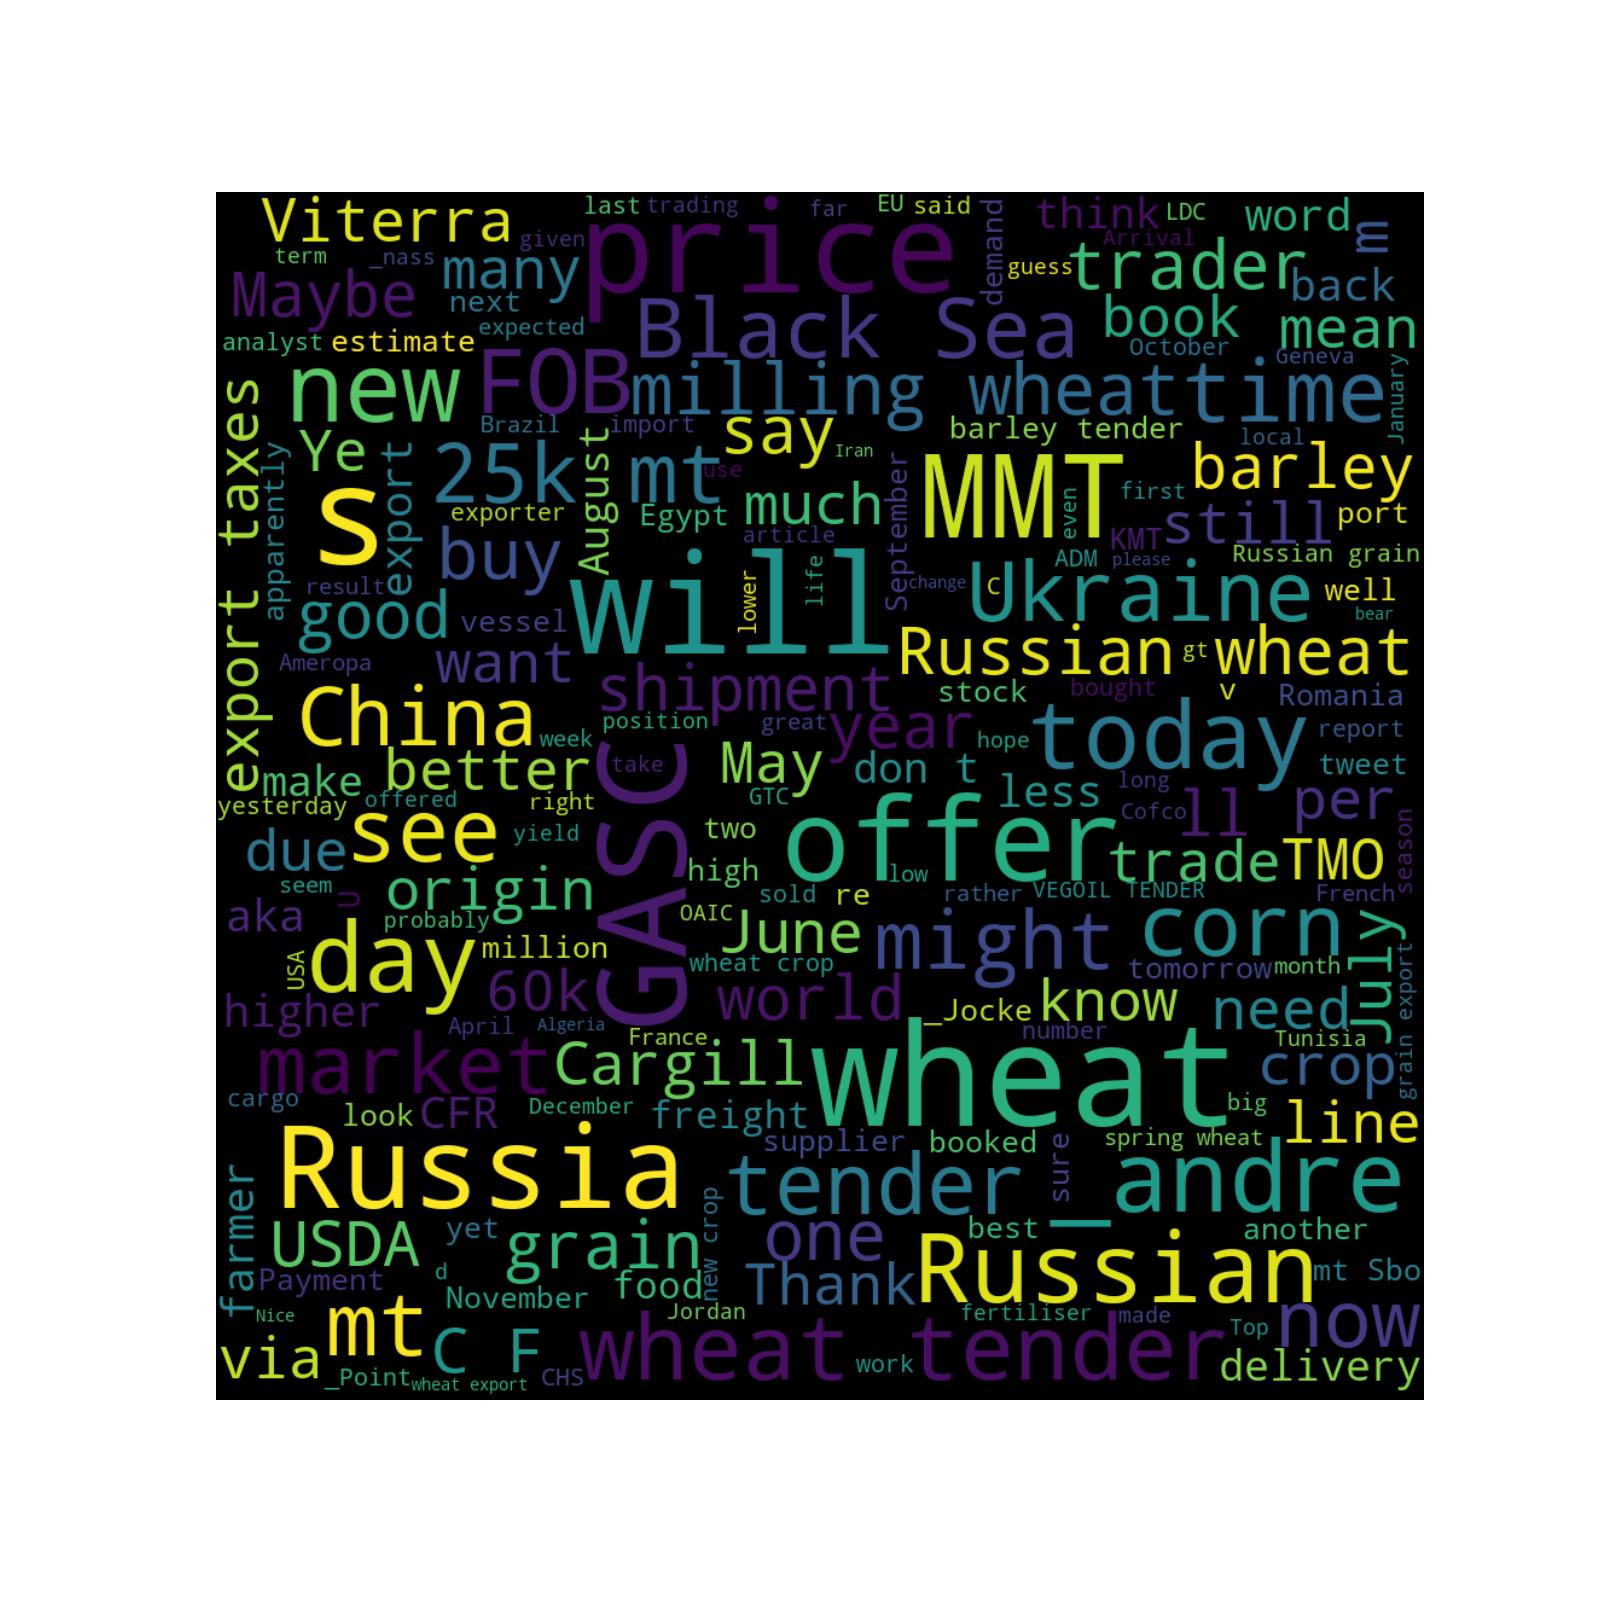 Viterra
last
trading
far
EU
said
demand
think
LDC
word
m
given
price
Arrival
term
_nass
many
guess
trader
Maybe
next
back
expected
Black Sea
book
mean
analyst
estimate
October
Geneva
January
new
FOB
milling wheat
time
export taxes
Brazil
import
say
barley tender
local
Ye
August
Iran
apparently
export
25k mt
use
September
MMT
barley
s
exporter
Egypt
much
even
first
still
port
article
KMT
buy
Russian grain
result
will
lower
life
change
ADM
please
Ukraine
C
well
good
vessel
bear
Ameropa
want
Russian
gt
wheat
shipment
stock
bought
v
Romania
China
position
great
year
today
report
week
hope
better
GASC
take
May
don t
tweet
make
long
less
yesterday
offered
right
GTC
Cofco
ll
per
see
yield
two
offer
season
due
high
low
trade
TMO
seem
origin
sold
re
rather
VEGOIL TENDER
French
u
aka
probably
OAIC
June
might
corn
July
day
million
USA
wheat crop
tomorrow
month
grain export
higher
60k
world
_Jocke
know
need
April
Algeria
France
number
Tunisia
market
Cargill
wheat
crop
cargo
look
CFR
December
freight
big
line
Russia
supplier
booked
spring wheat
farmer
tender
sure
_andre
USDA
yet
grain
new crop
one
best
another
Payment
d
food
Thank
Russian
mt Sbo
November
Nice
mt
Jordan
fertiliser
made
Top
now
via
C F
wheat tender
work
delivery
_Point
wheat export
CHS